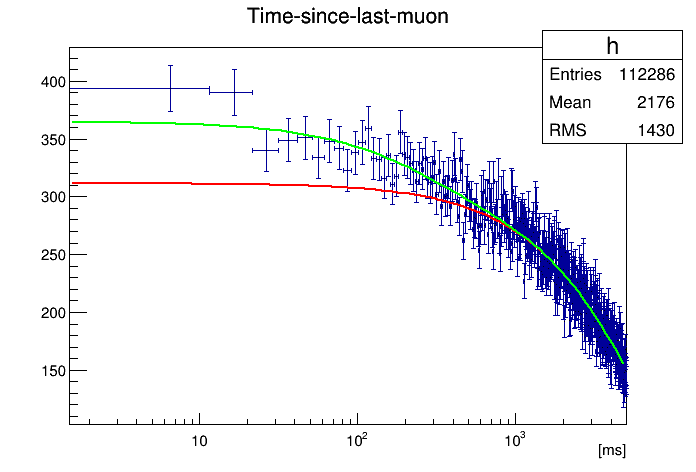 Time-since-last-muon
h
Entries 112286
Mean 2176
RMS 1430
400
350
300
250
200
150
10
10²
10³
[ms]